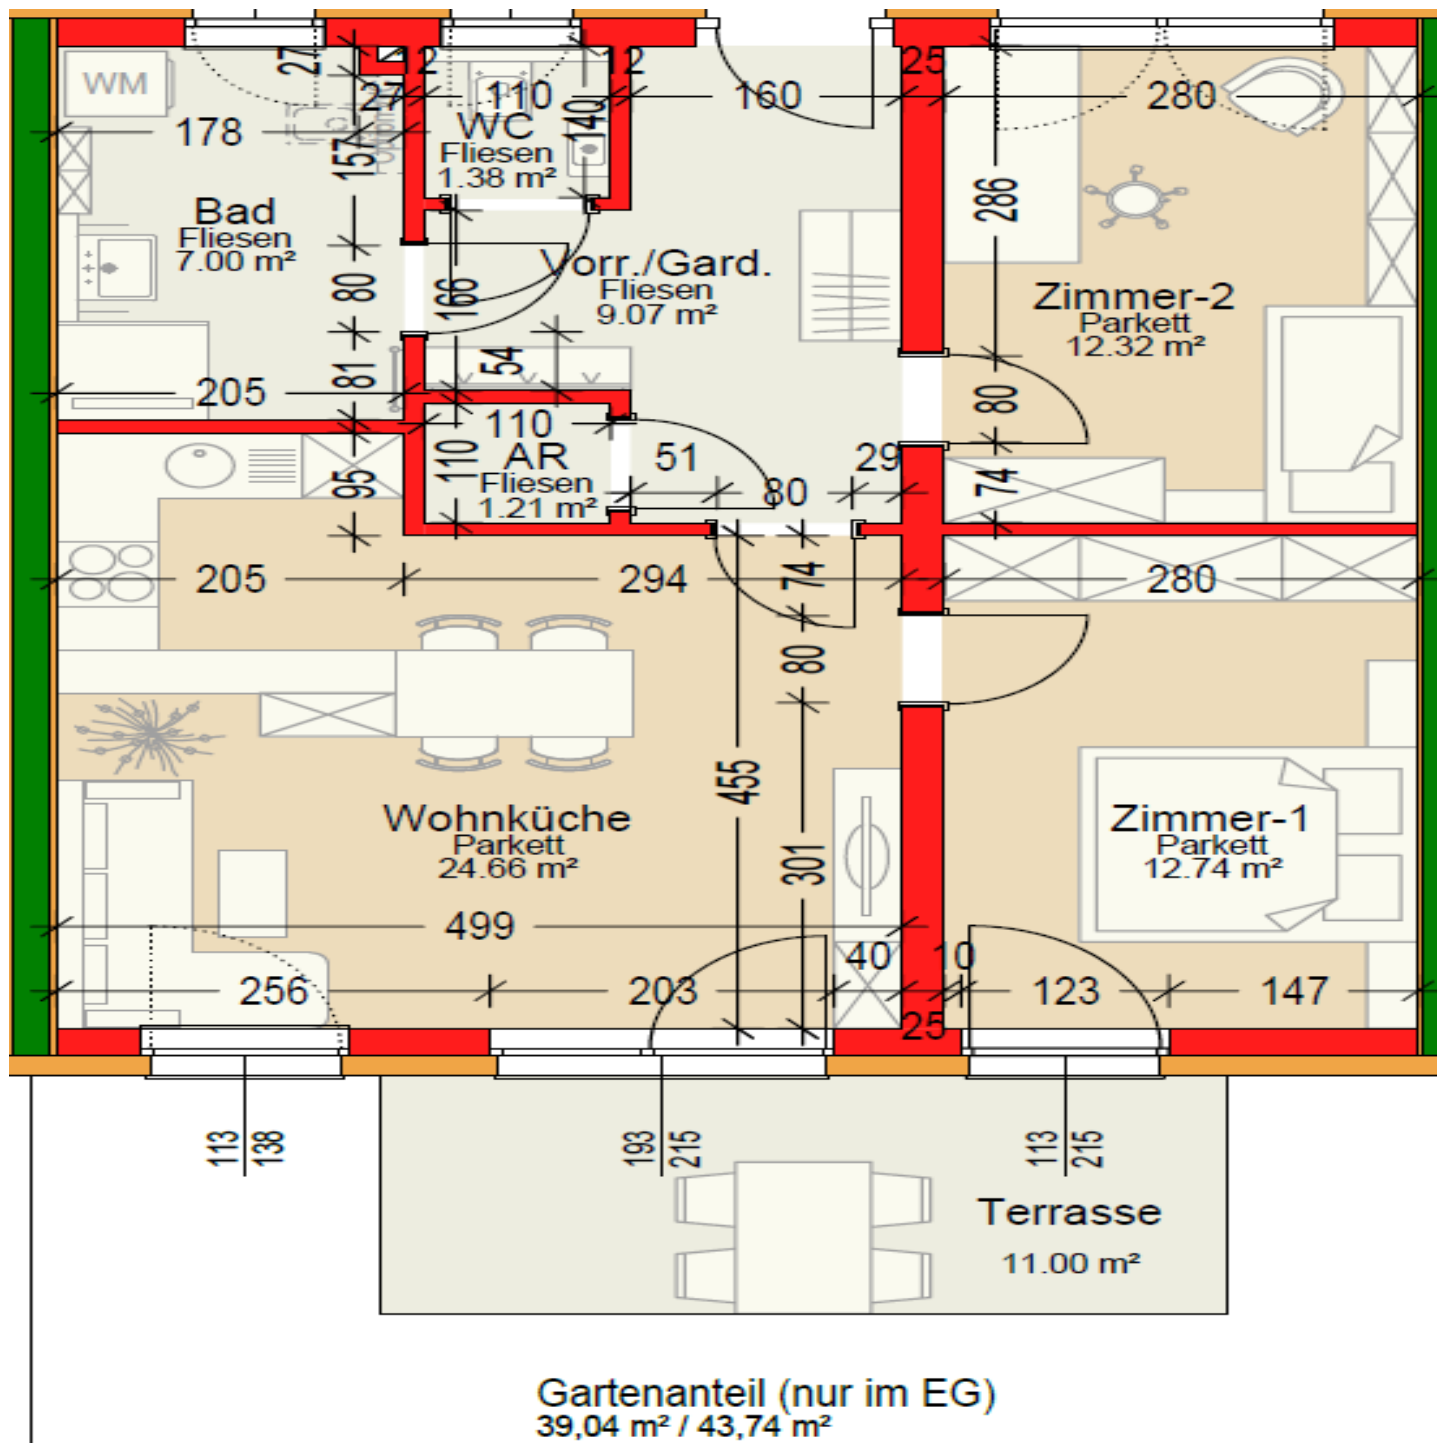 27
12
12
25
WM
27
110
160
280
178
157
140
WC
Fliesen
1.38 m²
286
Bad
Fliesen
7.00 m²
Vorr./Gard.
Fliesen
9.07 m²
Zimmer-2
Parkett
12.32 m²
80
166
54
81
205
80
110
AR
Fliesen
1.21 m²
110
51
29
95
80
74
205
294
74
280
80
455
Wohnküche
Parkett
24.66 m²
Zimmer-1
Parkett
12.74 m²
301
499
40
10
256
203
123
147
25
113
138
193
215
113
215
Terrasse
11.00 m²
Gartenanteil (nur im EG)
39,04 m² / 43,74 m²